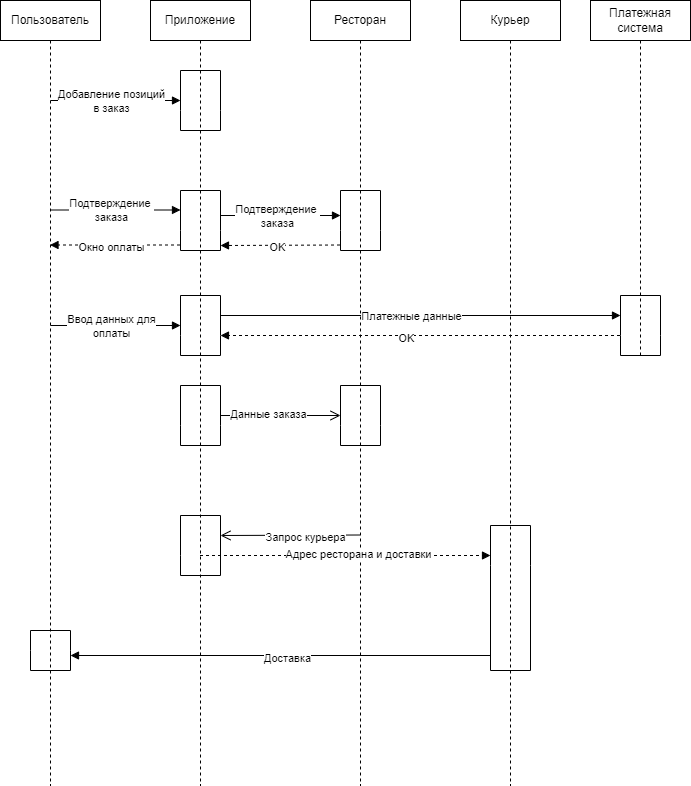 Пользователь
Приложение
Ресторан
Курьер
Платежная
система
Добавление позиций
в заказ
Подтверждение
заказа
Подтверждение
заказа
Окно оплаты
OK
Ввод данных для
оплаты
Платежные данные
OK
Данные заказа
Запрос курьера
Адрес ресторана и доставки
Доставка